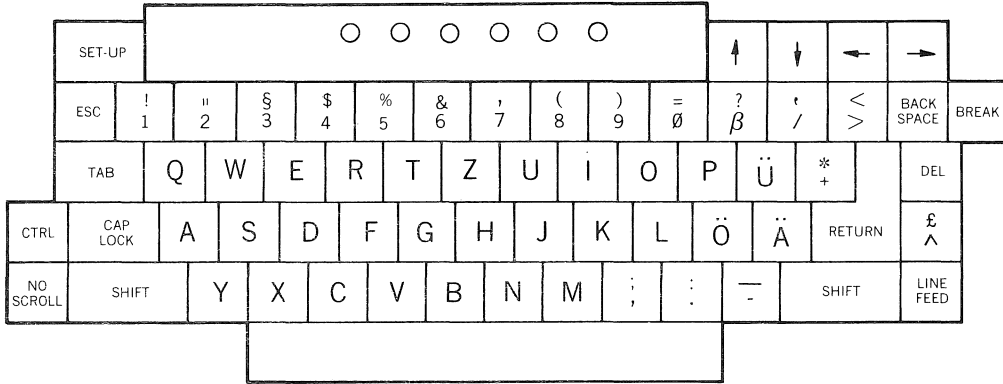 SET-UP ↑ ↓ ← →
! " § $ % & ' ( ) = ? ‛ < BACK
ESC 1 2 3 4 5 6 7 8 9 Ø β / > SPACE BREAK
TAB Q W E R T Z U i O P Ü * DEL
+
CTRL CAP A S D F G H J K L Ö Ä RETURN £
LOCK ^
NO SHIFT Y X C V B N M ; : — SHIFT LINE
SCROLL , . - FEED